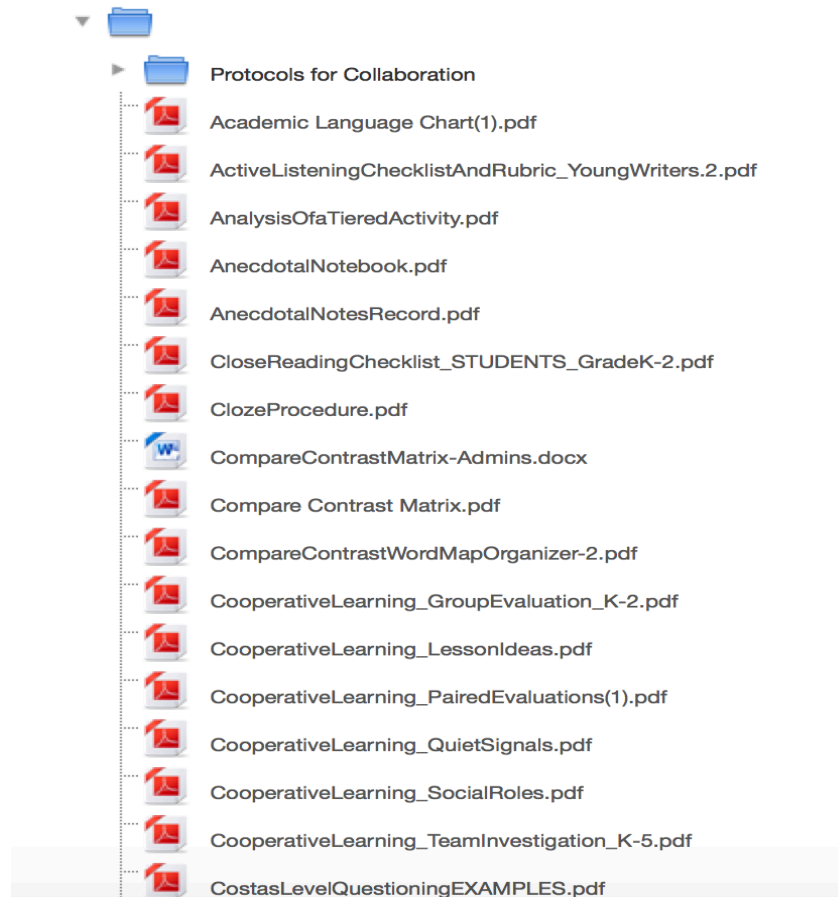 Protocols for Collaboration
Academic Language Chart(1).pdf
ActiveListeningChecklistAndRubric_YoungWriters.2.pdf
AnalysisOfaTieredActivity.pdf
AnecdotalNotebook.pdf
AnecdotalNotesRecord.pdf
CloseReadingChecklist_STUDENTS_GradeK-2.pdf
ClozeProcedure.pdf
CompareContrastMatrix-Admins.docx
Compare Contrast Matrix.pdf
CompareContrastWordMapOrganizer-2.pdf
CooperativeLearning_GroupEvaluation_K-2.pdf
CooperativeLearning_LessonIdeas.pdf
CooperativeLearning_PairedEvaluations(1).pdf
CooperativeLearning_QuietSignals.pdf
CooperativeLearning_SocialRoles.pdf
CooperativeLearning_TeamInvestigation_K-5.pdf
CostasLevelQuestioningEXAMPLES.pdf